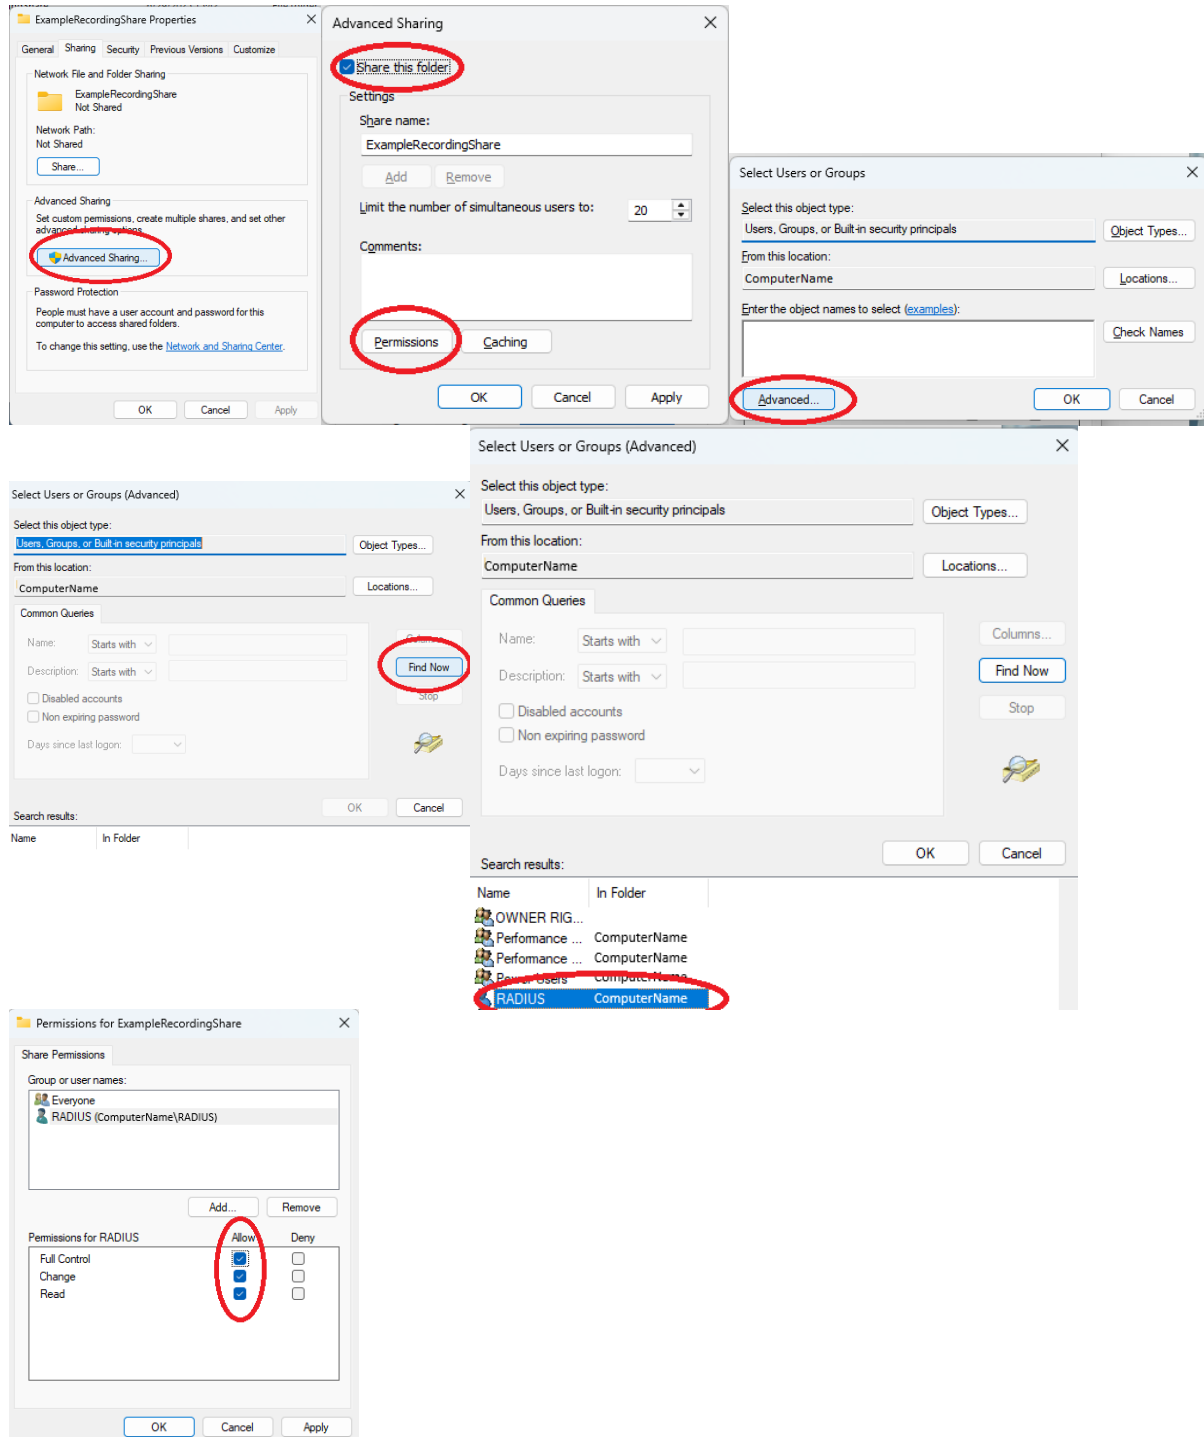 ExampleRecordingShare Properties
General Sharing Security Previous Versions Customize
Network File and Folder Sharing
ExampleRecordingShare
Not Shared
Network Path:
Not Shared
Share...
Advanced Sharing
Set custom permissions, create multiple shares, and set other
advanced sharing options.
Advanced Sharing...
Password Protection
People must have a user account and password for this
computer to access shared folders.
To change this setting, use the Network and Sharing Center.
OK Cancel Apply
Advanced Sharing
Share this folder
Settings
Share name:
ExampleRecordingShare
Add Remove
Limit the number of simultaneous users to: 20
Comments:
Permissions Caching
OK Cancel Apply
Select Users or Groups
Select this object type:
Users, Groups, or Built-in security principals Object Types...
From this location:
ComputerName Locations...
Enter the object names to select (examples):
Check Names
Advanced... OK Cancel
Select Users or Groups (Advanced)
Select this object type:
Users, Groups, or Built-in security principals Object Types...
From this location:
ComputerName Locations...
Common Queries
Name: Starts with Columns...
Description: Starts with Find Now
Disabled accounts Stop
Non expiring password
Days since last logon:
OK Cancel
Search results:
Name In Folder
Select Users or Groups (Advanced)
Select this object type:
Users, Groups, or Built-in security principals Object Types...
From this location:
ComputerName Locations...
Common Queries
Name: Starts with Columns...
Description: Starts with Find Now
Disabled accounts Stop
Non expiring password
Days since last logon:
OK Cancel
Search results:
Name In Folder
OWNER RIG...
Performance ... ComputerName
Performance ... ComputerName
Power Users ComputerName
RADIUS ComputerName
Permissions for ExampleRecordingShare
Share Permissions
Group or user names:
Everyone
RADIUS (ComputerName\RADIUS)
Add... Remove
Permissions for RADIUS Allow Deny
Full Control
Change
Read
OK Cancel Apply